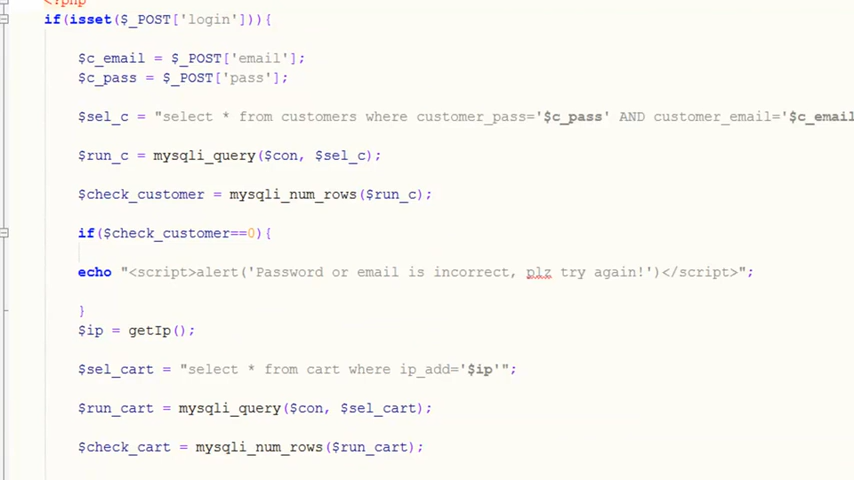 <?php
if(isset($_POST['login'])){
$c_email = $_POST['email'];
$c_pass = $_POST['pass'];
$sel_c = "select * from customers where customer_pass='$c_pass' AND customer_email='$c_email
$run_c = mysqli_query($con, $sel_c);
$check_customer = mysqli_num_rows($run_c);
if($check_customer==0){
echo "<script>alert('Password or email is incorrect, plz try again!')</script>";
}
$ip = getIp();
$sel_cart = "select * from cart where ip_add='$ip'";
$run_cart = mysqli_query($con, $sel_cart);
$check_cart = mysqli_num_rows($run_cart);